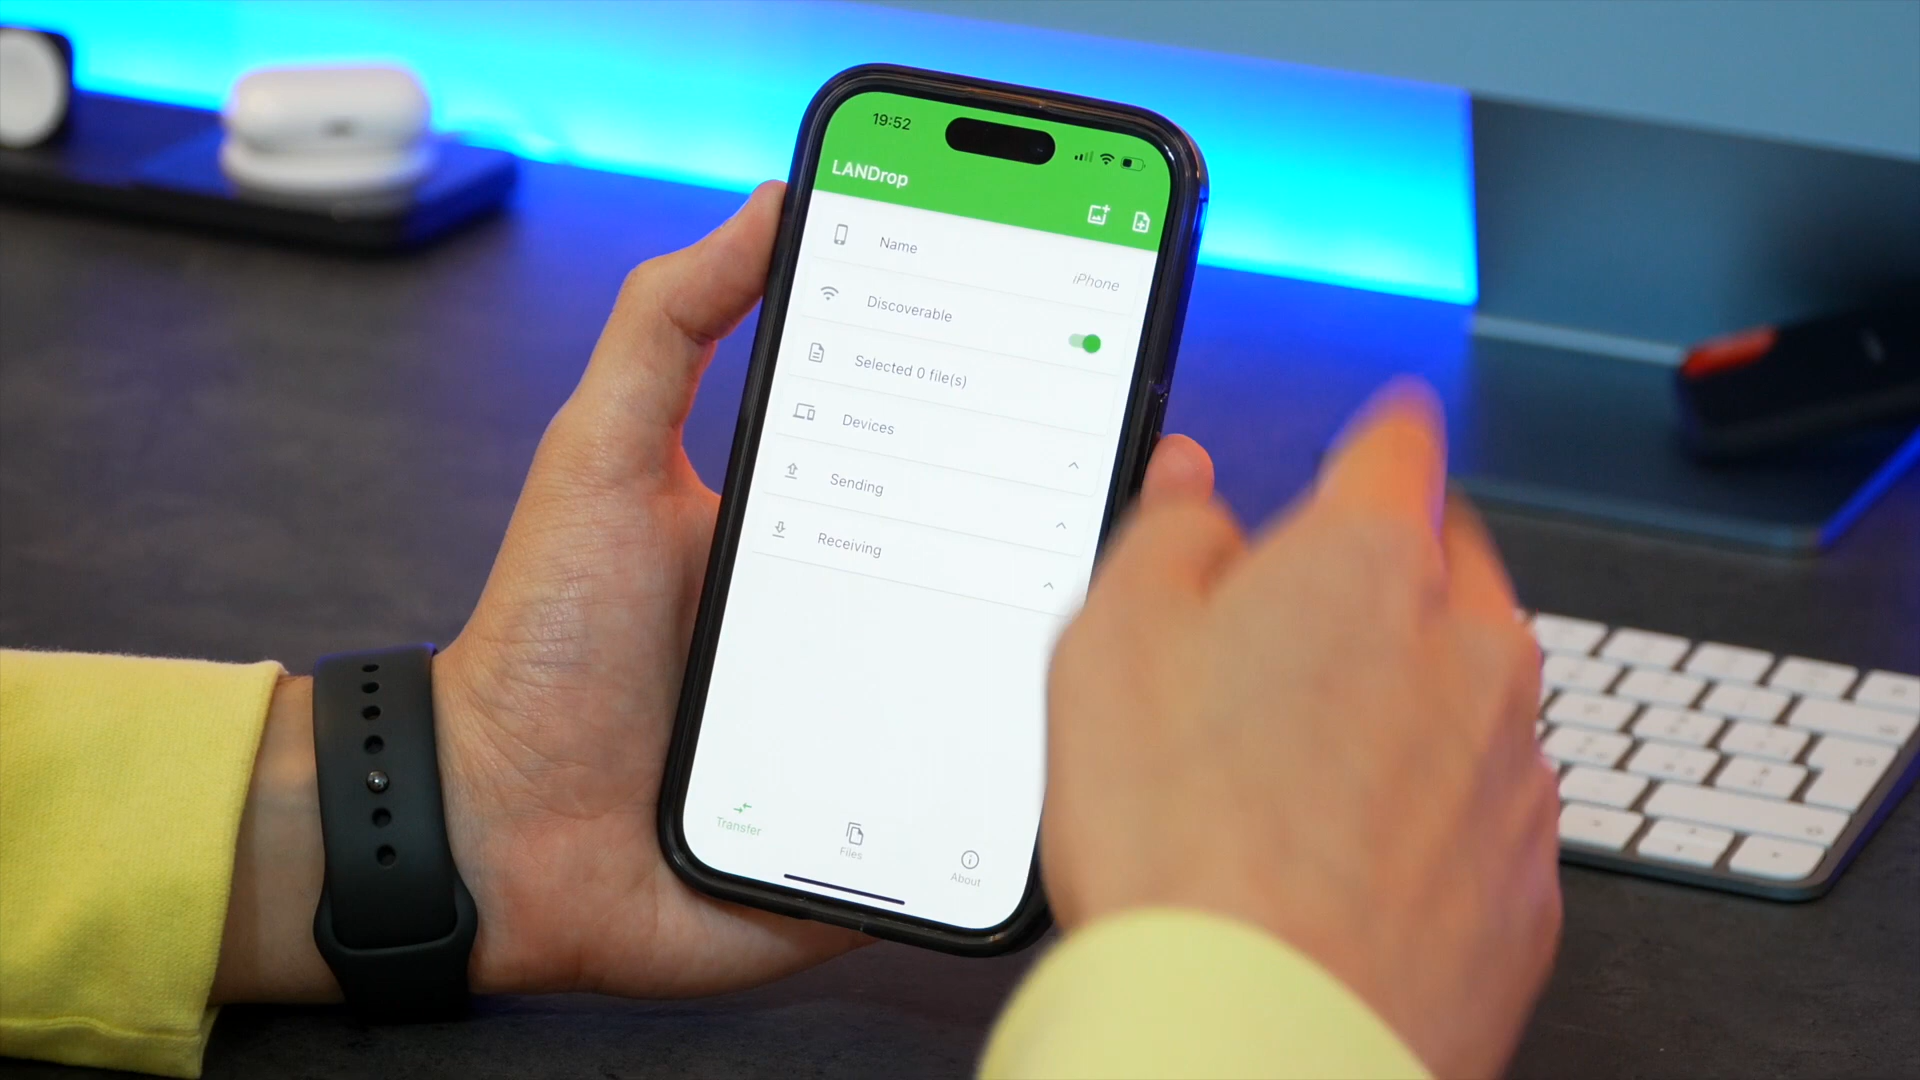 19:52
LANDrop
Name
iPhone
Discoverable
Selected 0 file(s)
Devices
Sending
Receiving
Transfer
Files
About